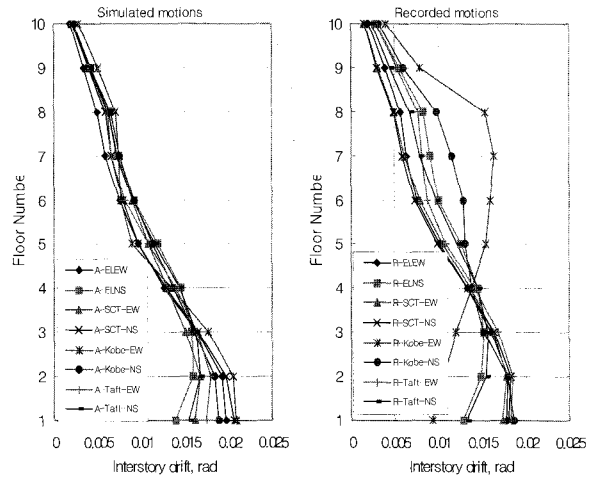 Simulated motions
10
9
8
7
6
5
4
3
2
1
Floor Numbe
A-ELEW
A-ELNS
A-SCT-EW
A-SCT-NS
A-Kobe-EW
A-Kobe-NS
A-Taft-EW
A-Taft-NS
0 0.005 0.01 0.015 0.02 0.025
Interstory drift, rad
Recorded motions
10
9
8
7
6
5
4
3
2
1
Floor Numbe
R-ELEW
R-ELNS
R-SCT-EW
R-SCT-NS
R-Kobe-EW
R-Kobe-NS
R-Taft-EW
R-Taft-NS
0 0.005 0.01 0.015 0.02 0.025
Interstory drift, rad